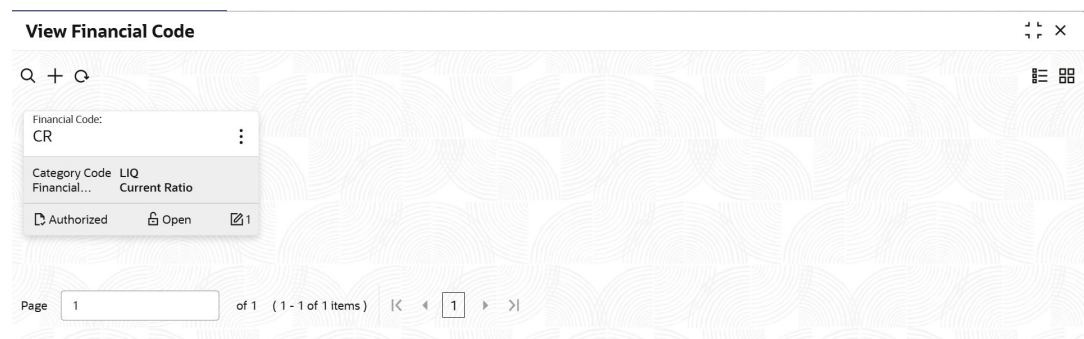 View Financial Code
Financial Code:
CR
Category Code LIQ
Financial... Current Ratio
Authorized Open 1
Page 1 of 1 ( 1 - 1 of 1 items ) 1